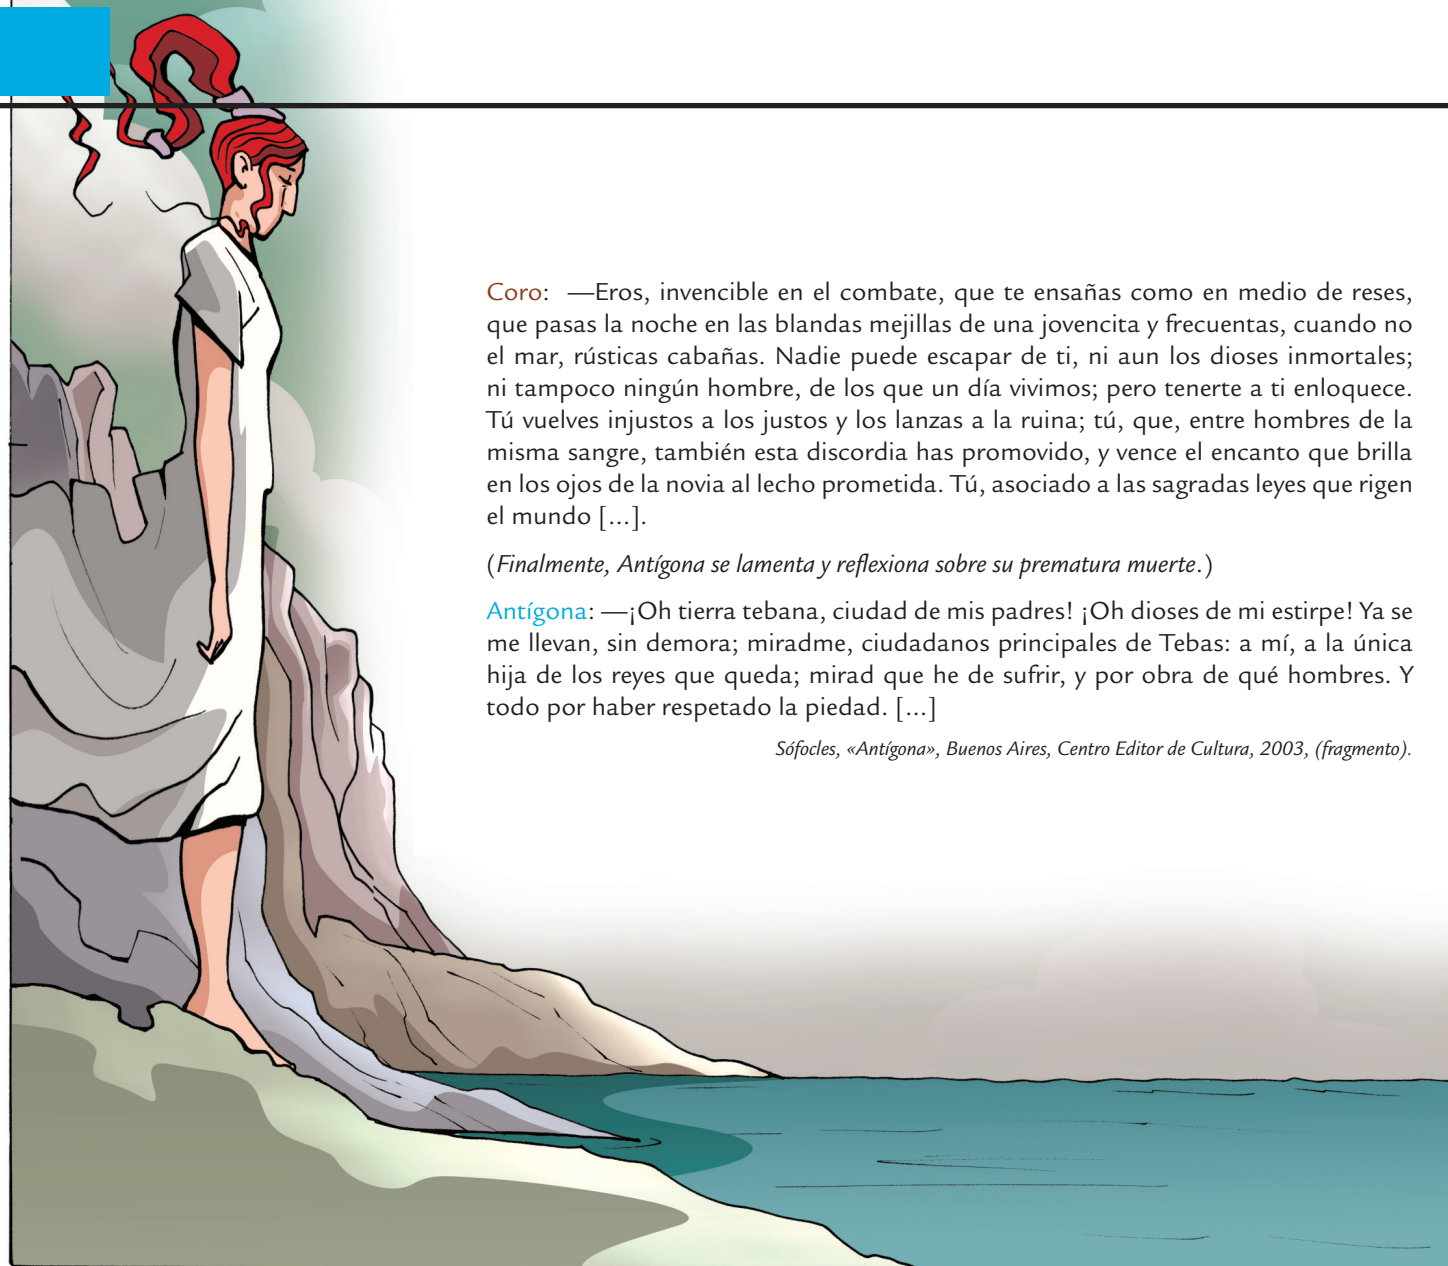 Coro: —Eros, invencible en el combate, que te ensañas como en medio de reses,
que pasas la noche en las blandas mejillas de una jovencita y frecuentas, cuando no
el mar, rústicas cabañas. Nadie puede escapar de ti, ni aun los dioses inmortales;
ni tampoco ningún hombre, de los que un día vivimos; pero tenerte a ti enloquece.
Tú vuelves injustos a los justos y los lanzas a la ruina; tú, que, entre hombres de la
misma sangre, también esta discordia has promovido, y vence el encanto que brilla
en los ojos de la novia al lecho prometida. Tú, asociado a las sagradas leyes que rigen
el mundo [...].
(Finalmente, Antígona se lamenta y reflexiona sobre su prematura muerte.)
Antígona: —¡Oh tierra tebana, ciudad de mis padres! ¡Oh dioses de mi estirpe! Ya se
me llevan, sin demora; miradme, ciudadanos principales de Tebas: a mí, a la única
hija de los reyes que queda; mirad que he de sufrir, y por obra de qué hombres. Y
todo por haber respetado la piedad. [...]
Sófocles, «Antígona», Buenos Aires, Centro Editor de Cultura, 2003, (fragmento).